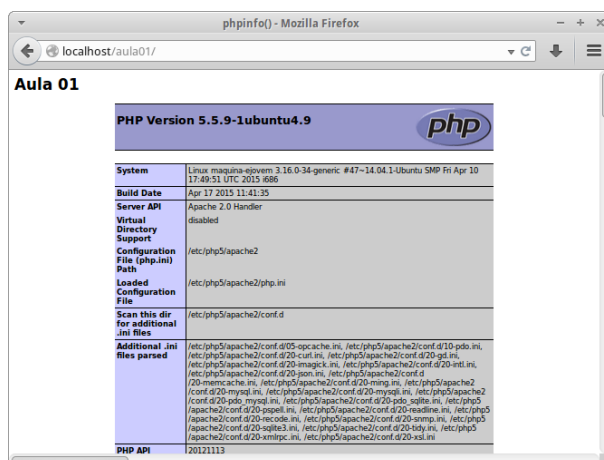 phpinfo() - Mozilla Firefox
localhost/aula01/
Aula 01
PHP Version 5.5.9-1ubuntu4.9
php
System
Linux maquina-ejovem 3.16.0-34-generic #47~14.04.1-Ubuntu SMP Fri Apr 10
17:49:51 UTC 2015 i686
Build Date
Apr 17 2015 11:41:35
Server API
Apache 2.0 Handler
Virtual
Directory
Support
disabled
Configuration
File (php.ini)
Path
/etc/php5/apache2
Loaded
Configuration
File
/etc/php5/apache2/php.ini
Scan this dir
for additional
.ini files
/etc/php5/apache2/conf.d
Additional .ini
files parsed
/etc/php5/apache2/conf.d/05-opcache.ini, /etc/php5/apache2/conf.d/10-pdo.ini,
/etc/php5/apache2/conf.d/20-curl.ini, /etc/php5/apache2/conf.d/20-gd.ini,
/etc/php5/apache2/conf.d/20-imagick.ini, /etc/php5/apache2/conf.d/20-intl.ini,
/etc/php5/apache2/conf.d/20-json.ini, /etc/php5/apache2/conf.d
/20-memcache.ini, /etc/php5/apache2/conf.d/20-ming.ini, /etc/php5/apache2
/conf.d/20-mysql.ini, /etc/php5/apache2/conf.d/20-mysqli.ini, /etc/php5/apache2
/conf.d/20-pdo_mysql.ini, /etc/php5/apache2/conf.d/20-pdo_sqlite.ini, /etc/php5
/apache2/conf.d/20-pspell.ini, /etc/php5/apache2/conf.d/20-readline.ini, /etc/php5
/apache2/conf.d/20-recode.ini, /etc/php5/apache2/conf.d/20-snmp.ini, /etc/php5
/apache2/conf.d/20-sqlite3.ini, /etc/php5/apache2/conf.d/20-tidy.ini, /etc/php5
/apache2/conf.d/20-xmlrpc.ini, /etc/php5/apache2/conf.d/20-xsl.ini
PHP API
20121113